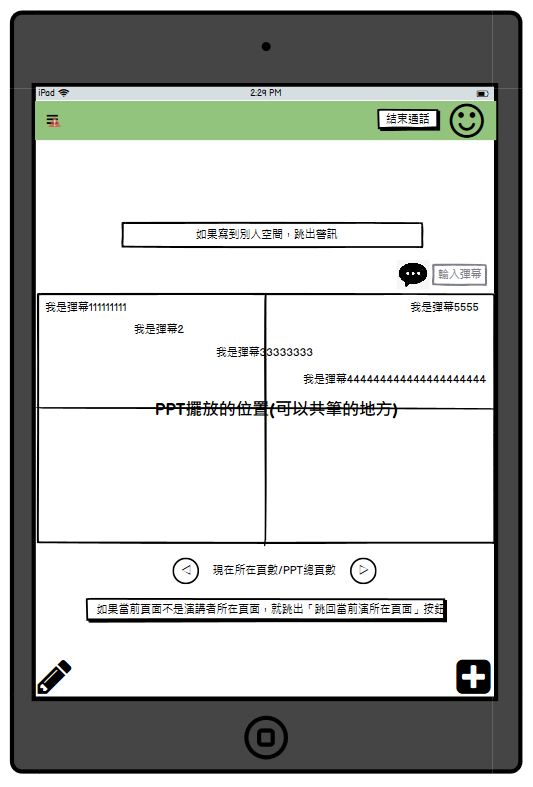 iPad
2:29 PM
結束通話
如果寫到別人空間，跳出警訊
輸入彈幕
我是彈幕111111111
我是彈幕5555
我是彈幕2
我是彈幕33333333
我是彈幕444444444444444444444
PPT擺放的位置(可以共筆的地方)
現在所在頁數/PPT總頁數
如果當前頁面不是演講者所在頁面，就跳出「跳回當前演所在頁面」按鈕